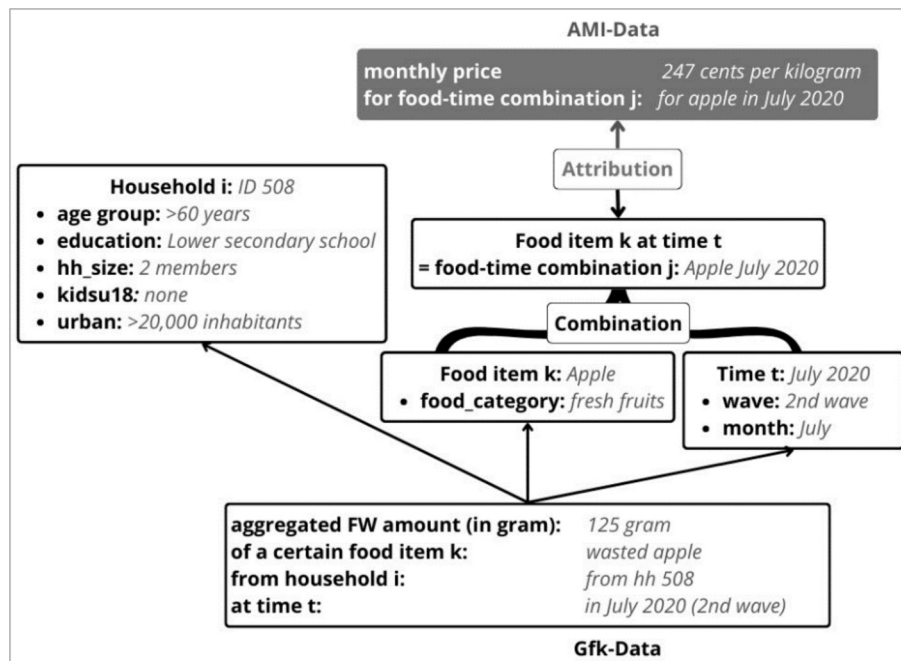 AMI-Data
monthly price 247 cents per kilogram
for food-time combination j: for apple in July 2020
Attribution
Household i: ID 508
• age group: >60 years
• education: Lower secondary school
• hh_size: 2 members
• kidsu18: none
• urban: >20,000 inhabitants
Food item k at time t
= food-time combination j: Apple July 2020
Combination
Food item k: Apple
• food_category: fresh fruits
Time t: July 2020
• wave: 2nd wave
• month: July
aggregated FW amount (in gram): 125 gram
of a certain food item k: wasted apple
from household i: from hh 508
at time t: in July 2020 (2nd wave)
Gfk-Data